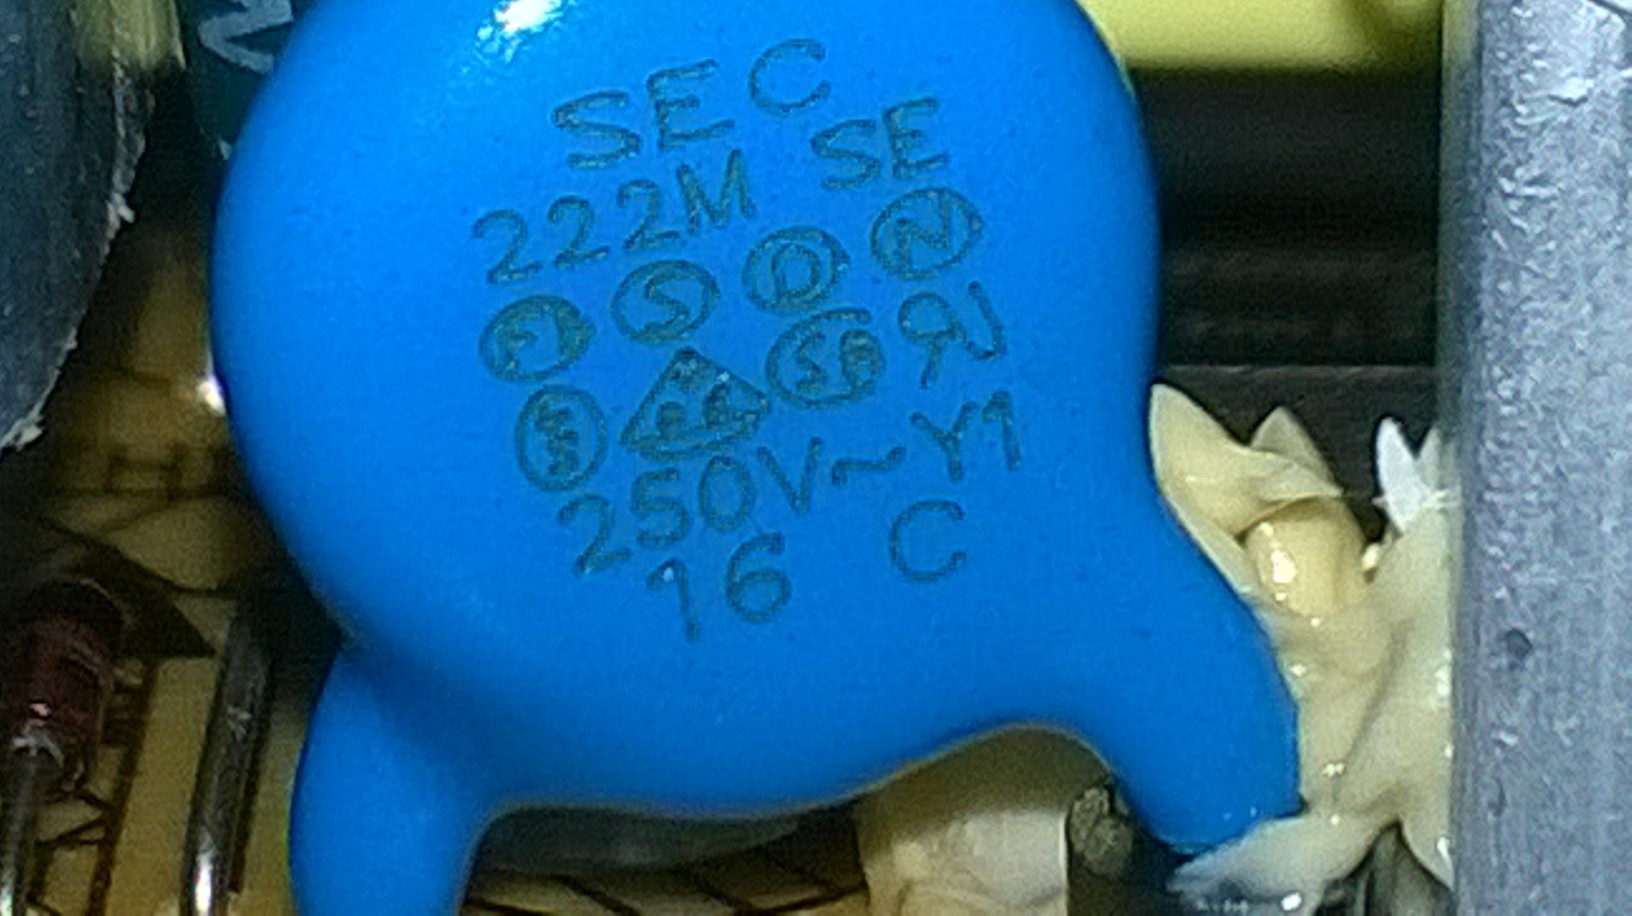 SEC
222M SE
F S D N
250V~Y1
16 C